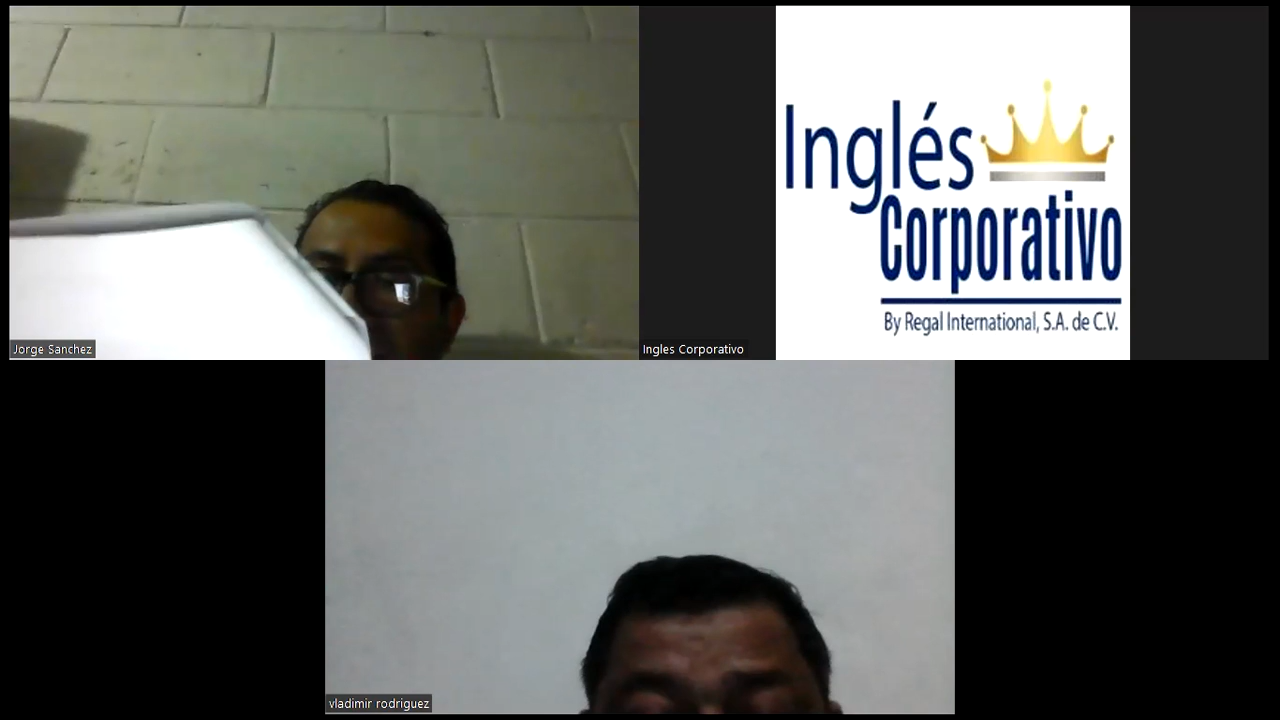 Jorge Sanchez
Inglés
Corporativo
By Regal International, S.A. de C.V.
Ingles Corporativo
vladimir rodriguez